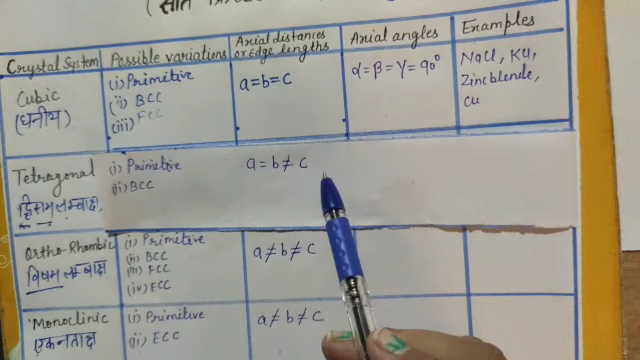 (सात
Crystal System
Possible variations
Axial distances
or edge lengths
Axial angles
Examples
Cubic
(घनीय)
(i) Primitive
(ii) BCC
(iii) FCC
a=b=c
α=β=γ=90°
NaCl, KCl,
Zincblende,
Cu
Tetragonal
द्विसमलम्बाक्ष
(i) Primitive
(ii) BCC
a=b≠c
Ortho-Rhombic
विषमलम्बाक्ष
(i) Primitive
(ii) BCC
(iii) FCC
(iv) ECC
a≠b≠c
Monoclinic
एकनताक्ष
(i) Primitive
(ii) ECC
a≠b≠c